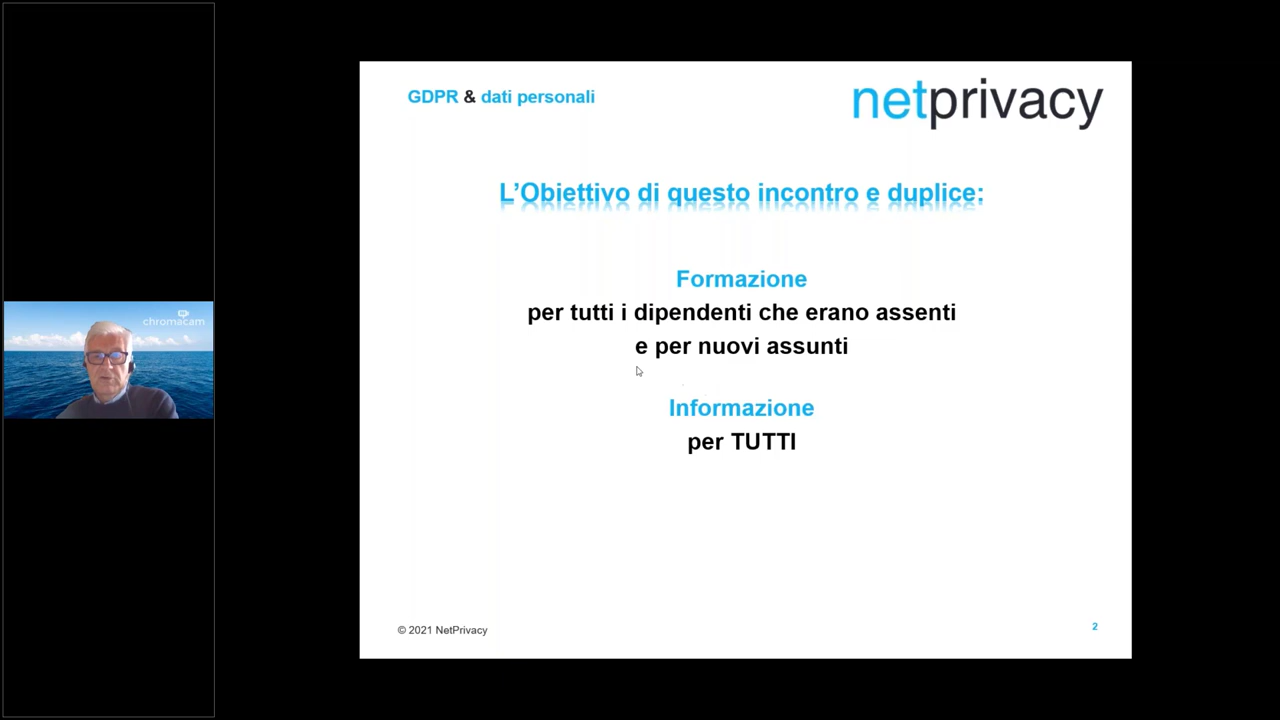 GDPR & dati personali
netprivacy
L'Obiettivo di questo incontro e duplice:
Formazione
per tutti i dipendenti che erano assenti
e per nuovi assunti
Informazione
per TUTTI
© 2021 NetPrivacy
2
chromacam